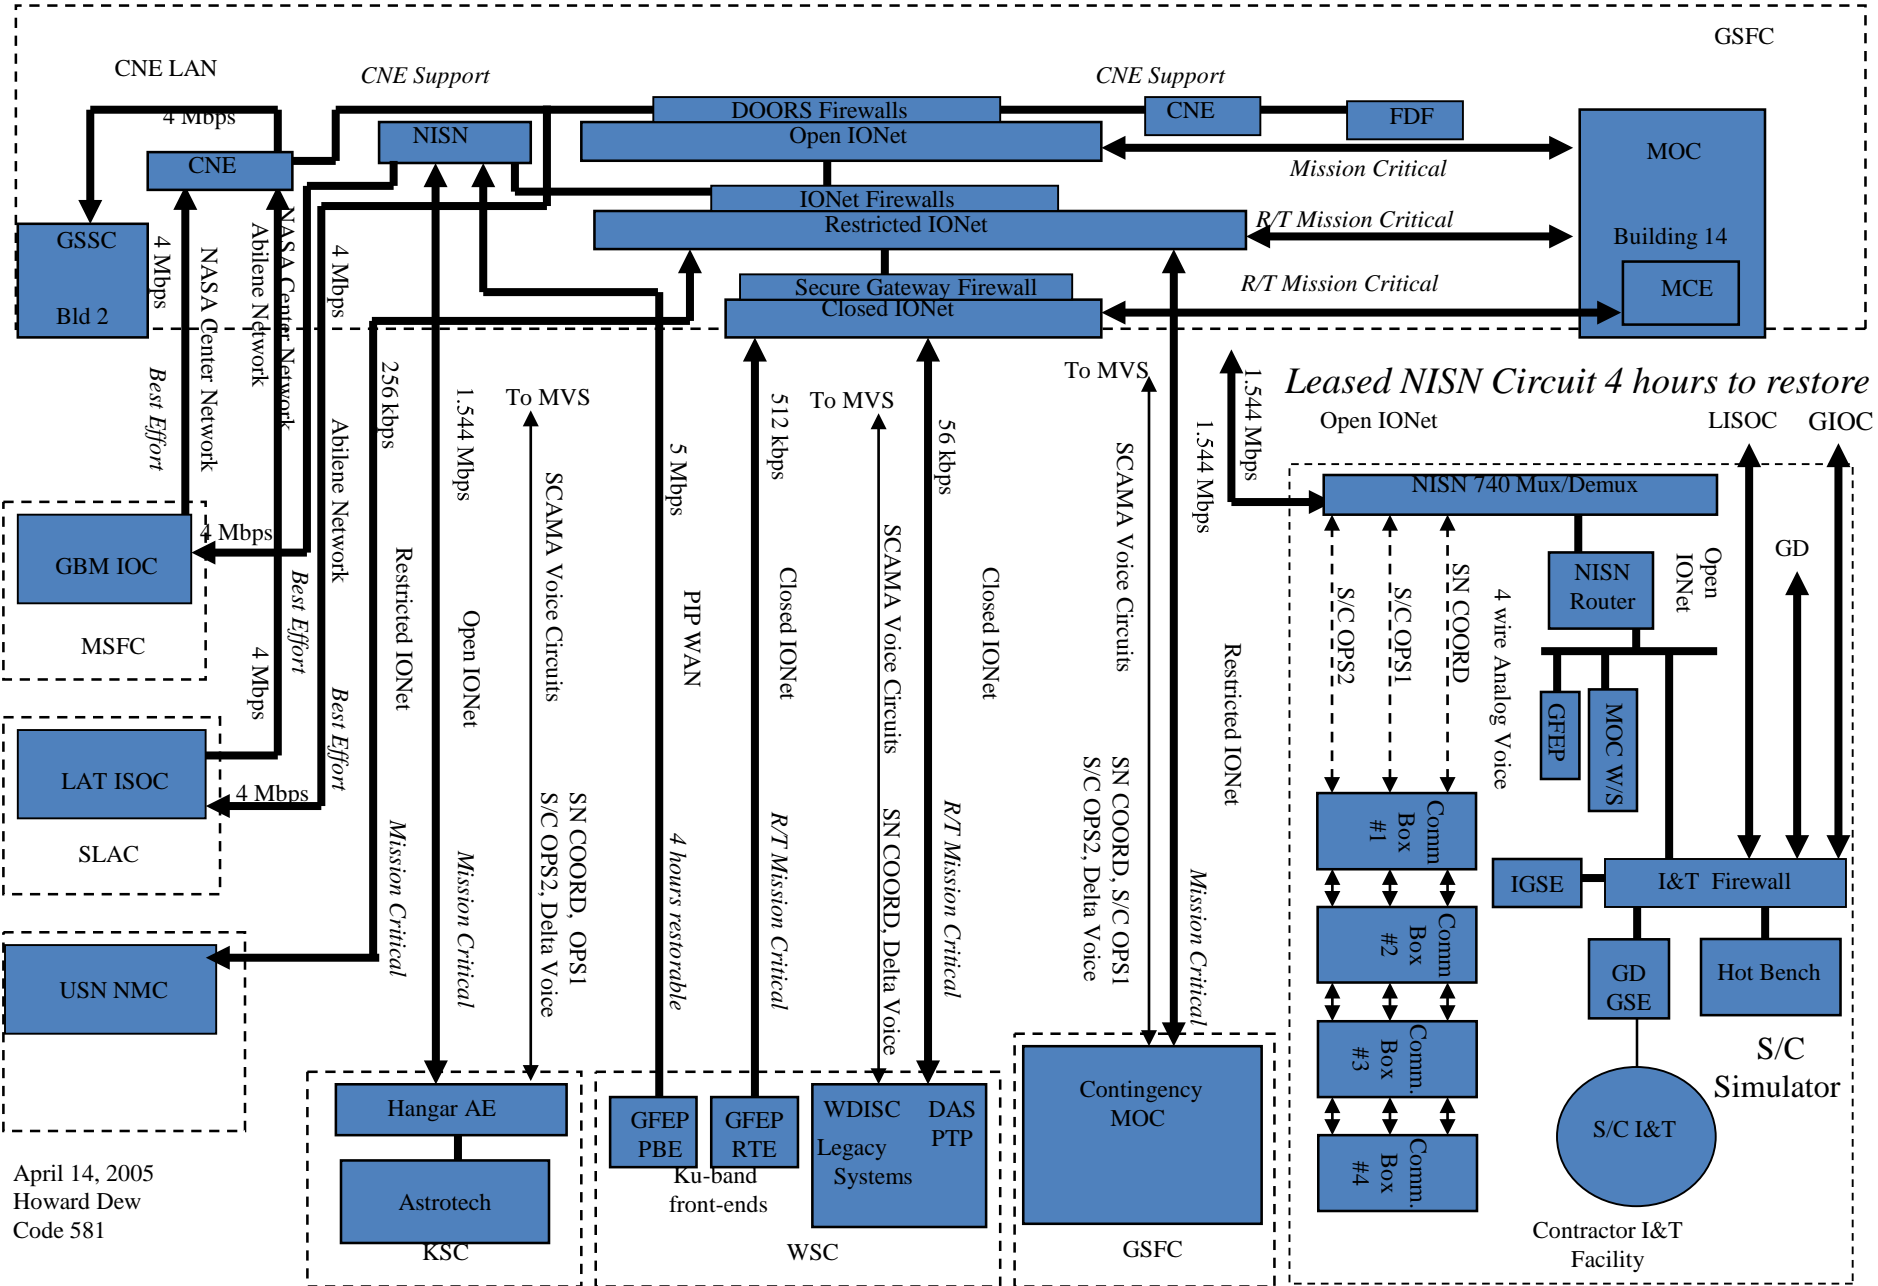 GSFC
CNE LAN
CNE Support
CNE Support
4 Mbps
DOORS Firewalls
Open IONet
CNE
FDF
NISN
CNE
MOC
Mission Critical
IONet Firewalls
Restricted IONet
R/T Mission Critical
Building 14
GSSC
Bld 2
Secure Gateway Firewall
Closed IONet
R/T Mission Critical
MCE
4 Mbps
NASA Center Network
Best Effort
NASA Center Network
Abilene Network
4 Mbps
Abilene Network
Best Effort
Best Effort
4 Mbps
4 Mbps
4 Mbps
GBM IOC
MSFC
LAT ISOC
SLAC
USN NMC
256 kbps
Restricted IONet
Mission Critical
1.544 Mbps
Open IONet
Mission Critical
To MVS
SCAMA Voice Circuits
SN COORD, OPS1
S/C OPS2, Delta Voice
5 Mbps
PIP WAN
4 hours restorable
512 kbps
Closed IONet
R/T Mission Critical
To MVS
SCAMA Voice Circuits
SN COORD, Delta Voice
56 kbps
Closed IONet
R/T Mission Critical
To MVS
SCAMA Voice Circuits
SN COORD, S/C OPS1
S/C OPS2, Delta Voice
1.544 Mbps
Restricted IONet
Mission Critical
1.544 Mbps
Leased NISN Circuit 4 hours to restore
Open IONet
LISOC
GIOC
NISN 740 Mux/Demux
GD
NISN
Router
Open
IONet
S/C OPS2
S/C OPS1
SN COORD
4 wire Analog Voice
GFEP
MOC W/S
Comm
Box
#1
Comm
Box
#2
Comm.
Box
#3
Comm.
Box
#4
IGSE
I&T Firewall
GD
GSE
Hot Bench
S/C
Simulator
S/C I&T
Contractor I&T
Facility
Hangar AE
Astrotech
KSC
GFEP
PBE
GFEP
RTE
Ku-band
front-ends
WDISC
DAS
PTP
Legacy
Systems
WSC
Contingency
MOC
GSFC
April 14, 2005
Howard Dew
Code 581